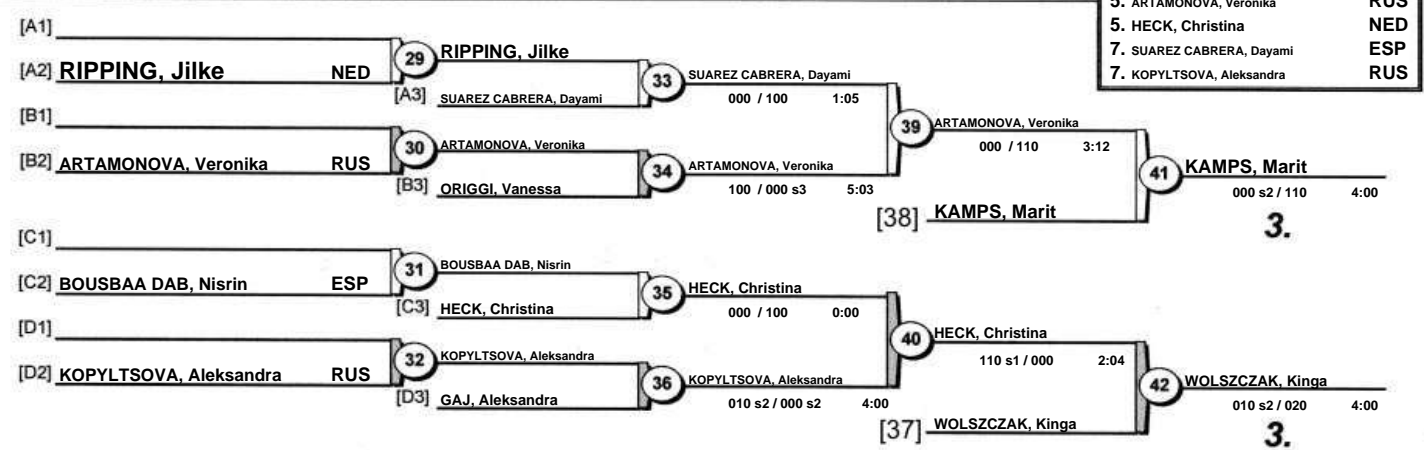 5. ARTAMONOVA, Veronika RUS
5. HECK, Christina NED
7. SUAREZ CABRERA, Dayami ESP
7. KOPYLTSOVA, Aleksandra RUS
[A1]
[A2] RIPPING, Jilke NED
29
RIPPING, Jilke
[A3] SUAREZ CABRERA, Dayami
33
SUAREZ CABRERA, Dayami
000 / 100 1:05
[B1]
[B2] ARTAMONOVA, Veronika RUS
30
ARTAMONOVA, Veronika
[B3] ORIGGI, Vanessa
34
ARTAMONOVA, Veronika
100 / 000 s3 5:03
39
ARTAMONOVA, Veronika
000 / 110 3:12
[38] KAMPS, Marit
41
KAMPS, Marit
000 s2 / 110 4:00
3.
[C1]
[C2] BOUSBAA DAB, Nisrin ESP
31
BOUSBAA DAB, Nisrin
[C3] HECK, Christina
35
HECK, Christina
000 / 100 0:00
[D1]
[D2] KOPYLTSOVA, Aleksandra RUS
32
KOPYLTSOVA, Aleksandra
[D3] GAJ, Aleksandra
36
KOPYLTSOVA, Aleksandra
010 s2 / 000 s2 4:00
40
HECK, Christina
110 s1 / 000 2:04
[37] WOLSZCZAK, Kinga
42
WOLSZCZAK, Kinga
010 s2 / 020 4:00
3.